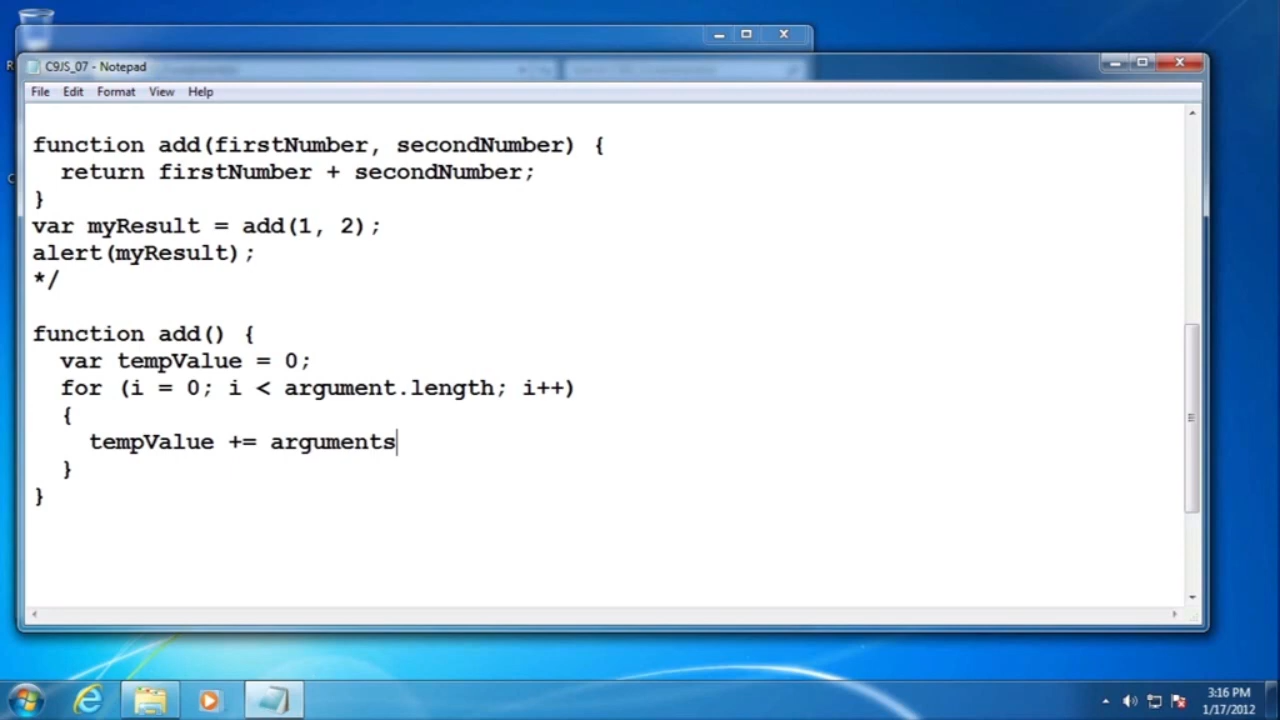 C9JS_07 - Notepad
File Edit Format View Help
function add(firstNumber, secondNumber) {
return firstNumber + secondNumber;
}
var myResult = add(1, 2);
alert(myResult);
*/
function add() {
var tempValue = 0;
for (i = 0; i < argument.length; i++)
{
tempValue += arguments
}
}
3:16 PM
1/17/2012